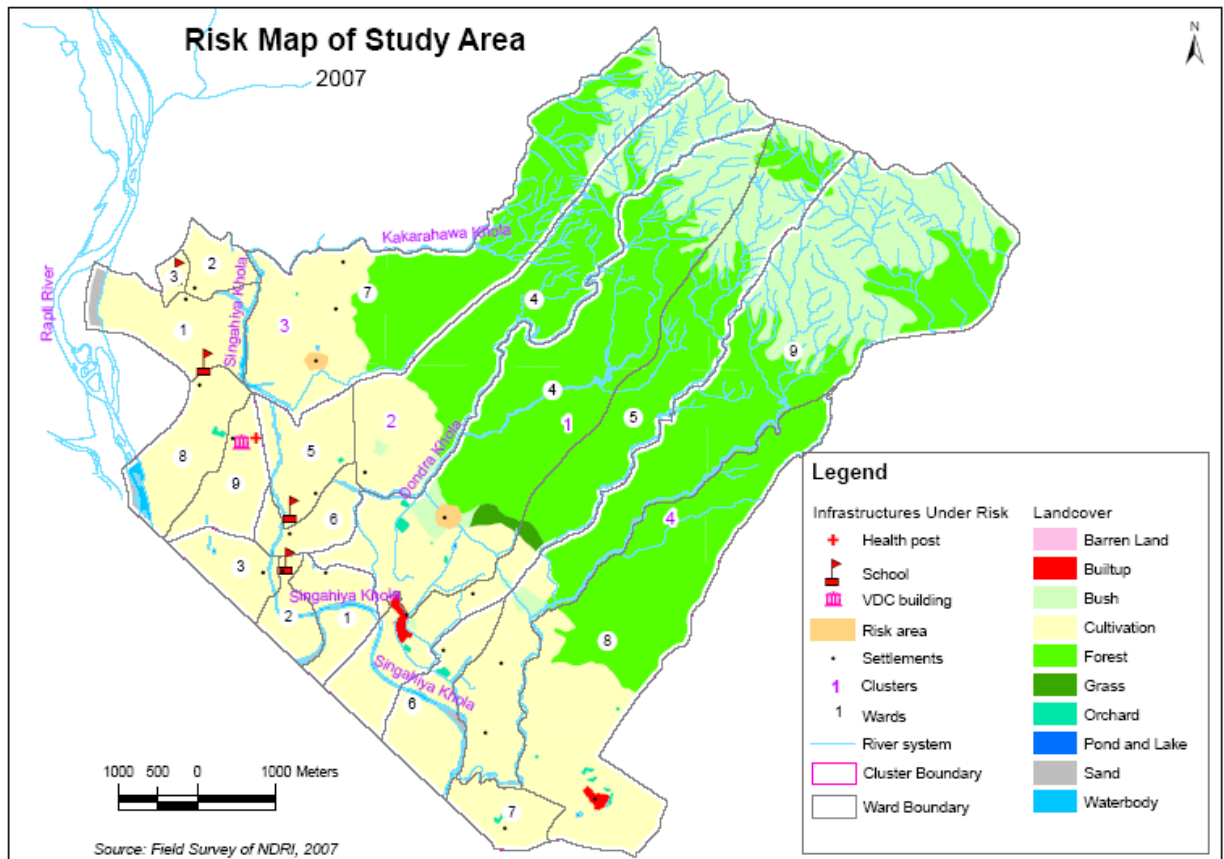 Risk Map of Study Area
2007
N
Kakarahawa Khola
Rapti River
Singahiya Khola
3
2
1
3
7
4
9
4
5
1
2
Dondra Khola
8
9
5
6
4
3
2
Singahiya Khola
1
8
Singahiya Khola
6
7
1000 500 0 1000 Meters
Source: Field Survey of NDRI, 2007
Legend
Infrastructures Under Risk
Health post
School
VDC building
Risk area
Settlements
1 Clusters
1 Wards
River system
Cluster Boundary
Ward Boundary
Landcover
Barren Land
Builtup
Bush
Cultivation
Forest
Grass
Orchard
Pond and Lake
Sand
Waterbody